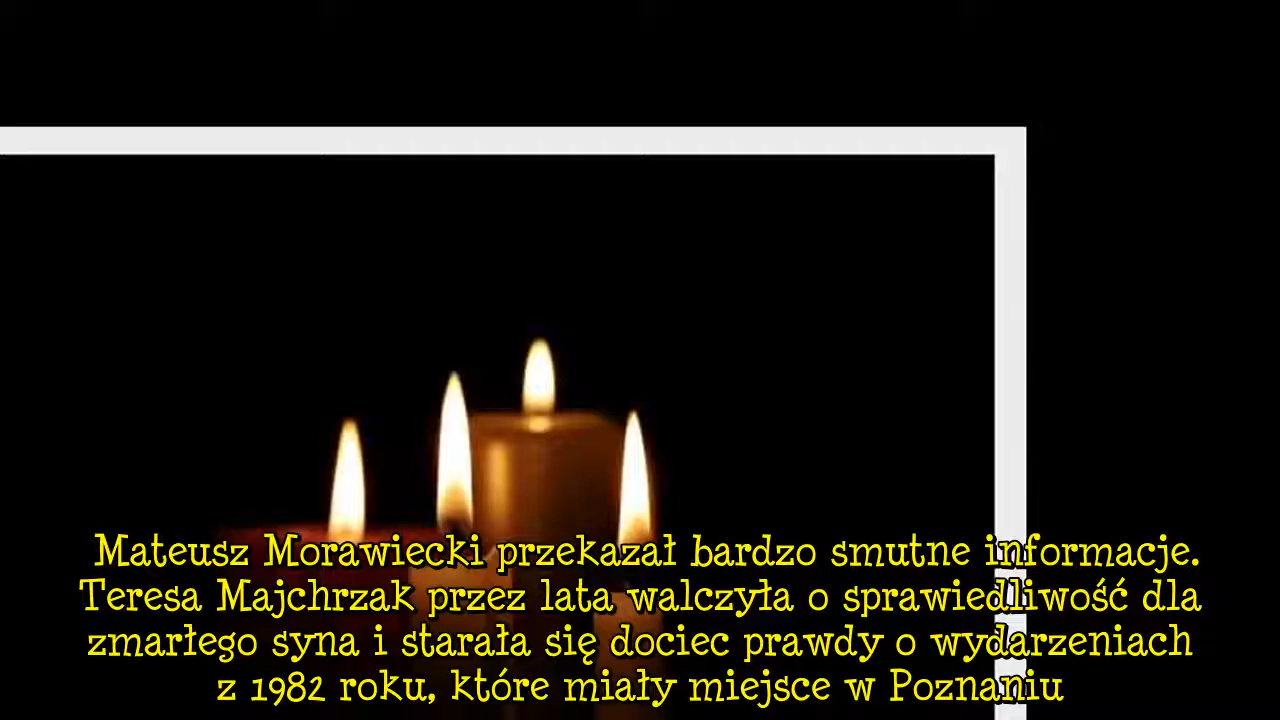 Mateusz Morawiecki przekazał bardzo smutne informacje.
Teresa Majchrzak przez lata walczyła o sprawiedliwość dla
zmarłego syna i starała się dociec prawdy o wydarzeniach
z 1982 roku, które miały miejsce w Poznaniu